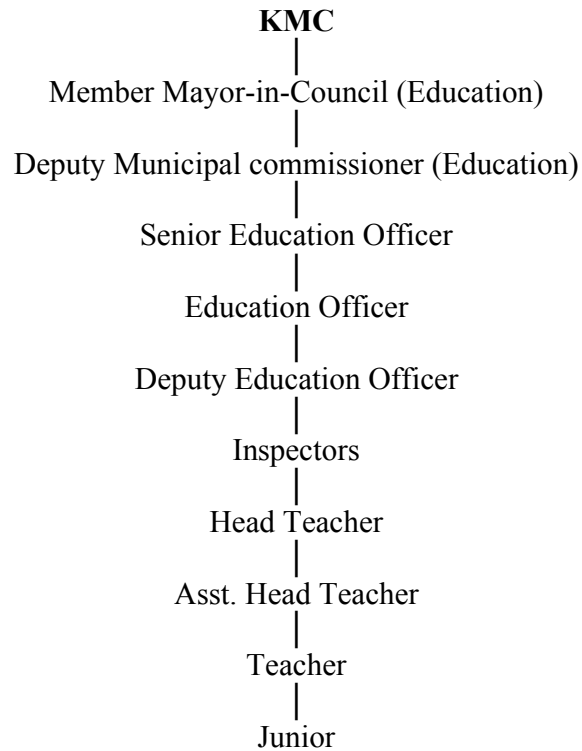 KMC
Member Mayor-in-Council (Education)
Deputy Municipal commissioner (Education)
Senior Education Officer
Education Officer
Deputy Education Officer
Inspectors
Head Teacher
Asst. Head Teacher
Teacher
Junior